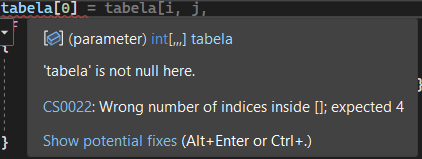 tabela[0] = tabela[i, j,
{
(parameter) int[,,,] tabela
'tabela' is not null here.
CS0022: Wrong number of indices inside []; expected 4
}
Show potential fixes (Alt+Enter or Ctrl+.)
}